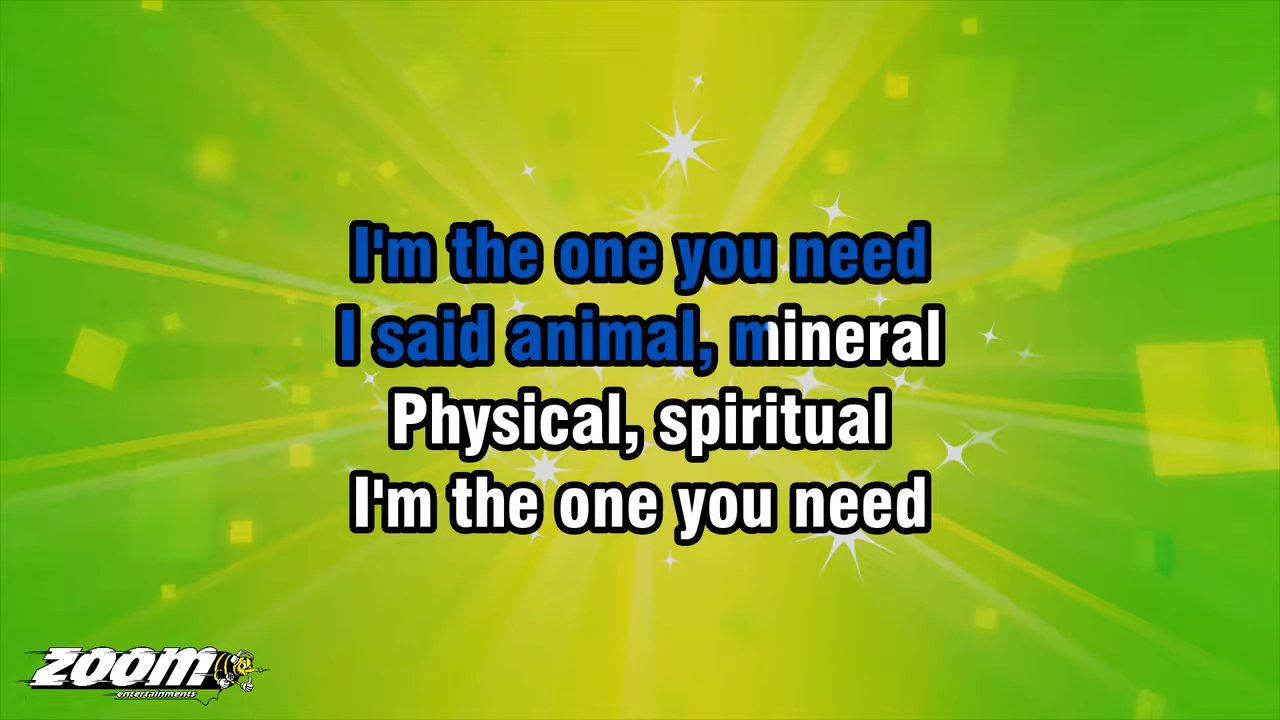 I'm the one you need
I said animal, mineral
Physical, spiritual
I'm the one you need
zoom
entertainments